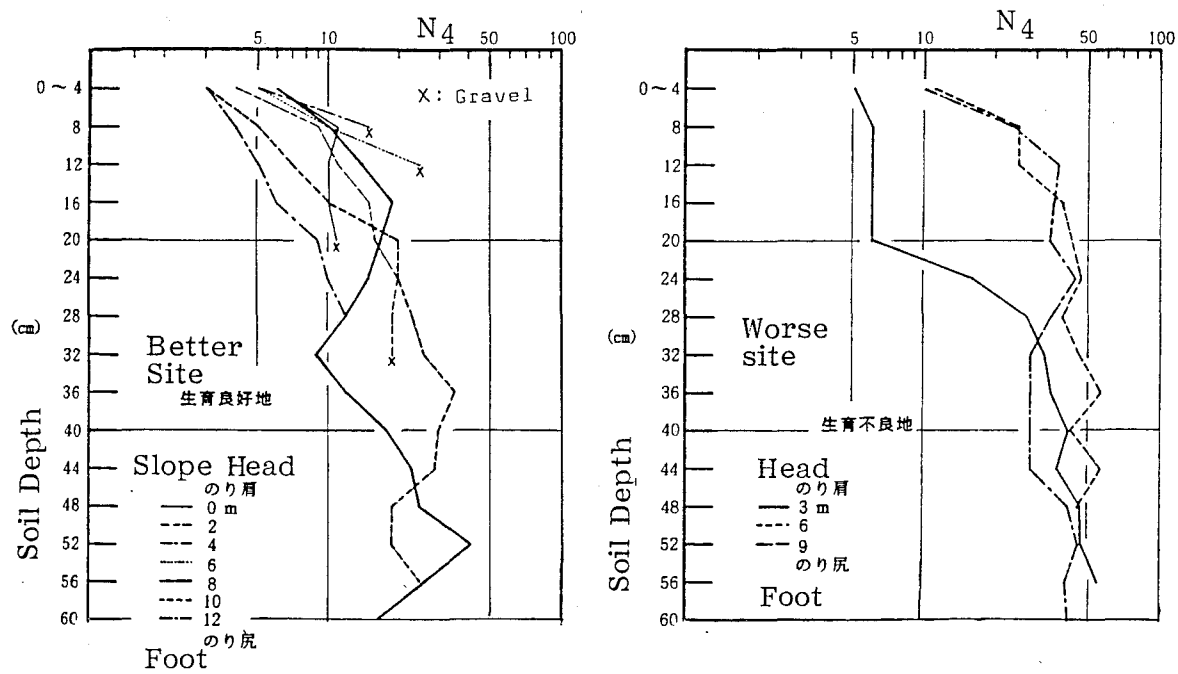 N4
5 10 50 100
0～4
8
12
16
20
24
28
32
36
40
44
48
52
56
60
(cm)
Soil Depth
X: Gravel
x
x
x
x
Better
Site
生育良好地
Slope Head
のり肩
0 m
2
4
6
8
10
12
のり尻
Foot
N4
5 10 50 100
0～4
8
12
16
20
24
28
32
36
40
44
48
52
56
60
(cm)
Soil Depth
Worse
site
生育不良地
Head
のり肩
3 m
6
9
のり尻
Foot